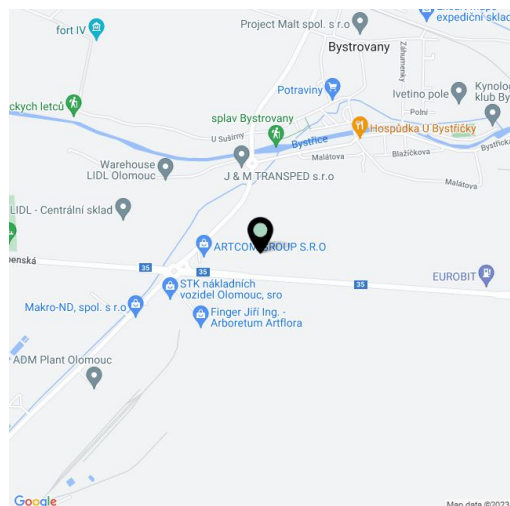 expediční sklad
Project Malt spol. s r.o
fort IV
Bystrovany
Záhumenky
Potraviny
Ivetino pole
Kynolog
klub By
ckých letců
Polní
splav Bystrovany
U Sušírny
Hospůdka U Bystřičky
Bystřice
Bystřická
Warehouse
LIDL Olomouc
Malátova
Blažíčkova
J & M TRANSPED s.r.o
Malátova
LIDL - Centrální sklad
ARTCOM GROUP S.R.O
penská
35
35
35
EUROBIT
STK nákladních
vozidel Olomouc, sro
Makro-ND, spol. s r.o
Finger Jiří Ing. -
Arboretum Artflora
ADM Plant Olomouc
Google
Map data ©2023